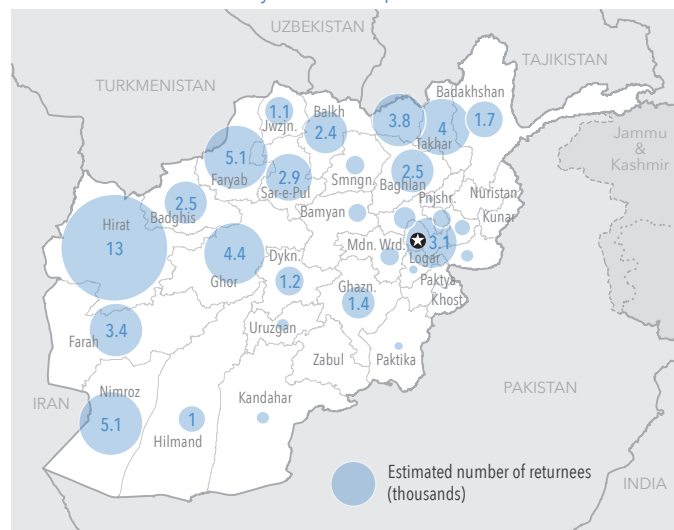 UZBEKISTAN
TAJIKISTAN
TURKMENISTAN
Badakhshan
1.1
Jwzjn.
Balkh
2.4
3.8
4
Takhar
1.7
Jammu
&
Kashmir
5.1
Faryab
2.9
Sar-e-Pul
Smngn.
2.5
Baghlan
Nuristan
Pnjshr.
Kunar
2.5
Badghis
Bamyan
Hirat
13
4.4
Ghor
Dykn.
Mdn. Wrd.
3.1
Logar
Paktya
Khost
1.2
Ghazn.
1.4
3.4
Farah
Uruzgan
Zabul
Paktika
Nimroz
IRAN
5.1
1
Hilmand
Kandahar
PAKISTAN
Estimated number of returnees
(thousands)
INDIA